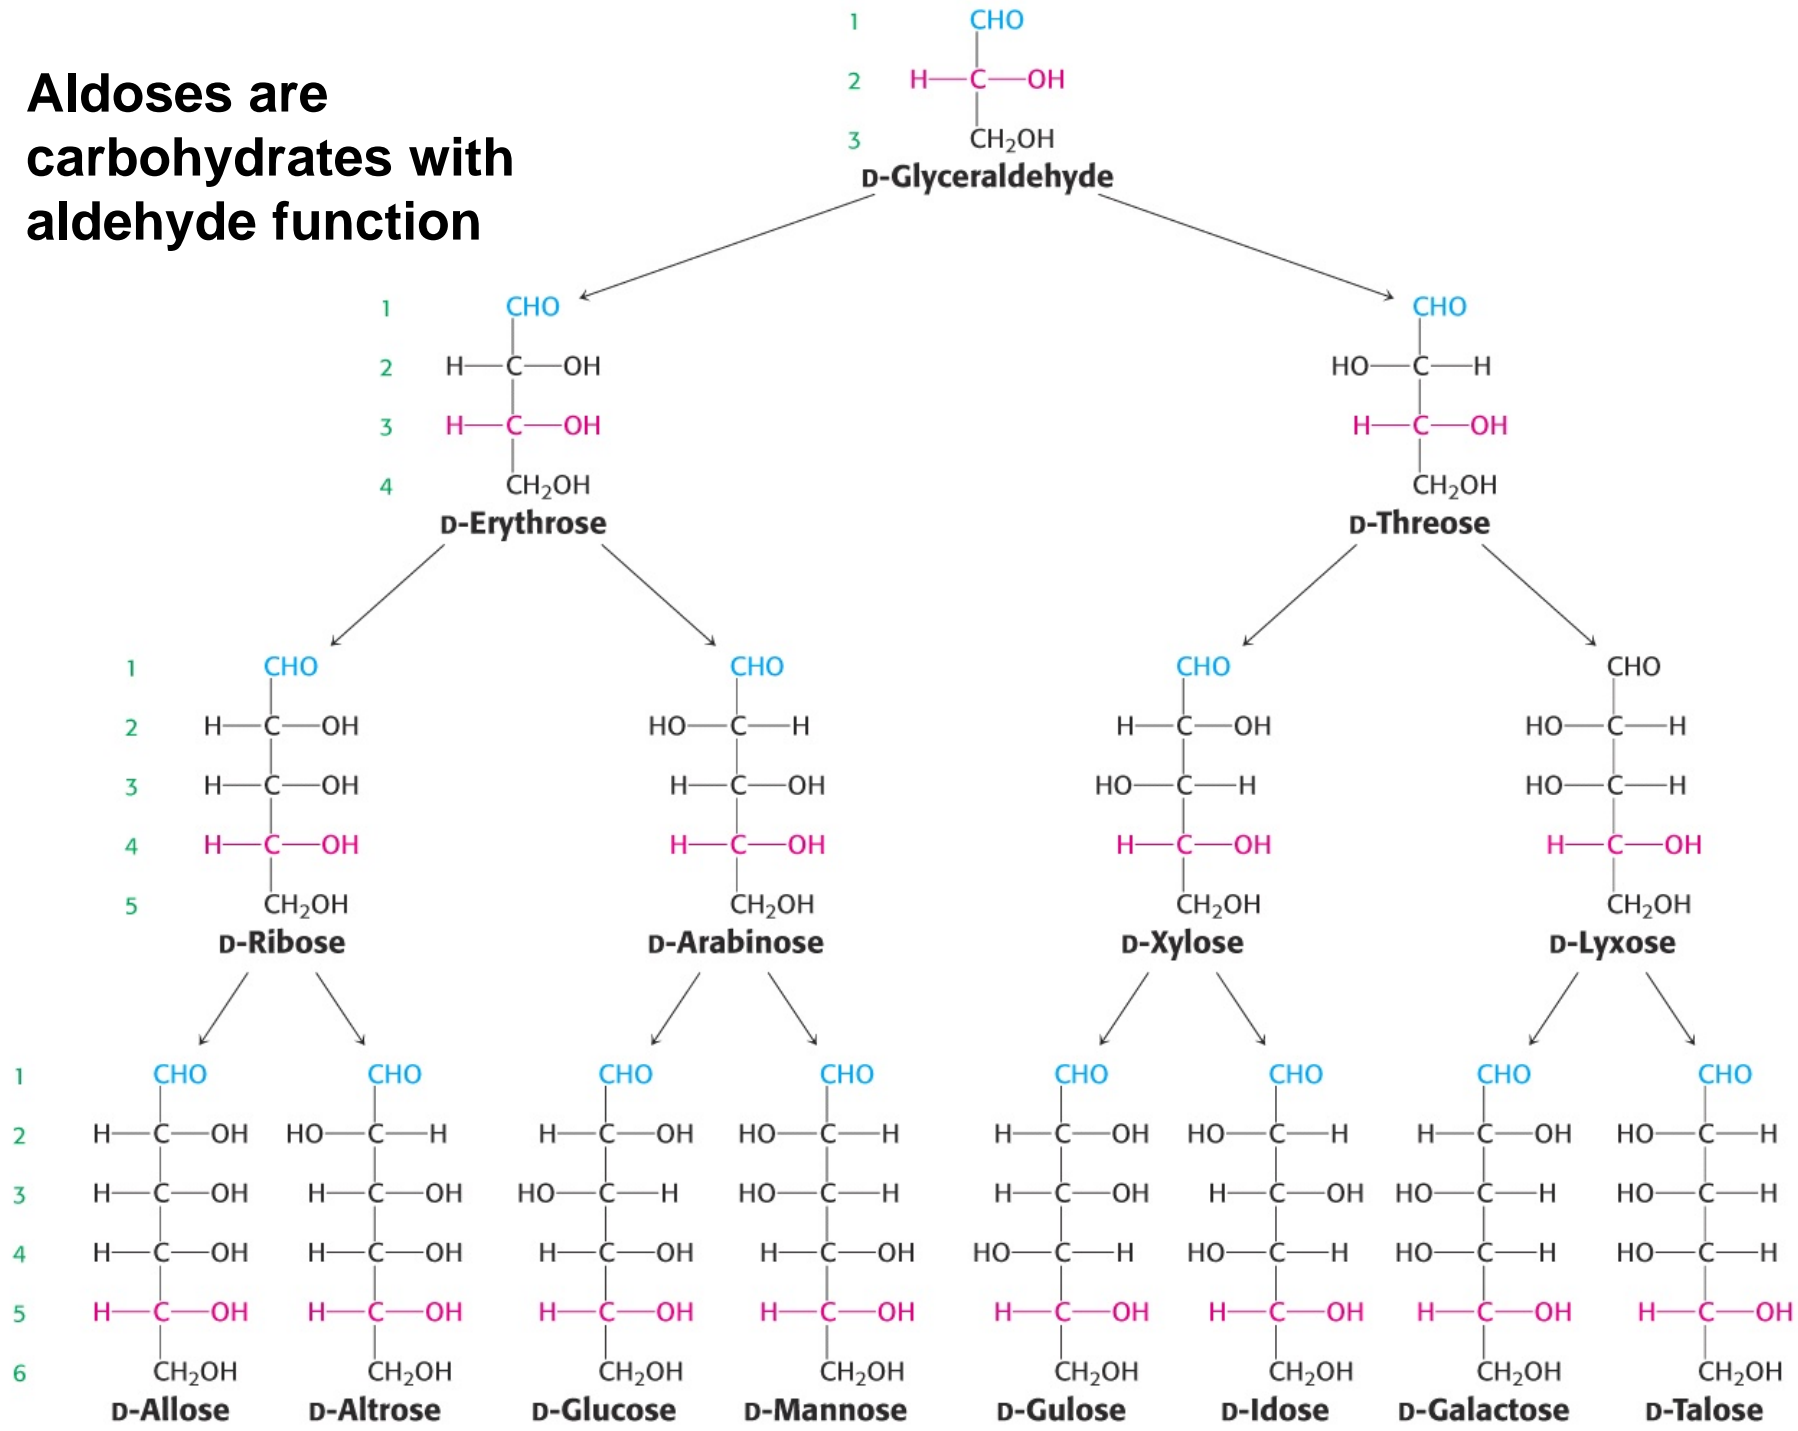 Aldoses are
carbohydrates with
aldehyde function
1 CHO
2 H—C—OH
3 CH₂OH
D-Glyceraldehyde
1 CHO CHO
2 H—C—OH HO—C—H
3 H—C—OH H—C—OH
4 CH₂OH CH₂OH
D-Erythrose D-Threose
1 CHO CHO CHO CHO
2 H—C—OH HO—C—H H—C—OH HO—C—H
3 H—C—OH H—C—OH HO—C—H HO—C—H
4 H—C—OH H—C—OH H—C—OH H—C—OH
5 CH₂OH CH₂OH CH₂OH CH₂OH
D-Ribose D-Arabinose D-Xylose D-Lyxose
1 CHO CHO CHO CHO CHO CHO CHO CHO
2 H—C—OH HO—C—H H—C—OH HO—C—H H—C—OH HO—C—H H—C—OH HO—C—H
3 H—C—OH H—C—OH HO—C—H HO—C—H H—C—OH H—C—OH HO—C—H HO—C—H
4 H—C—OH H—C—OH H—C—OH H—C—OH HO—C—H HO—C—H HO—C—H HO—C—H
5 H—C—OH H—C—OH H—C—OH H—C—OH H—C—OH H—C—OH H—C—OH H—C—OH
6 CH₂OH CH₂OH CH₂OH CH₂OH CH₂OH CH₂OH CH₂OH CH₂OH
D-Allose D-Altrose D-Glucose D-Mannose D-Gulose D-Idose D-Galactose D-Talose